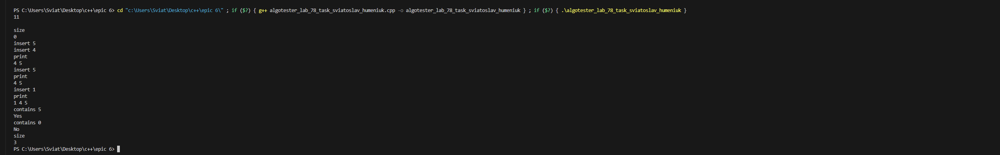 PS C:\Users\Sviat\Desktop\c++\epic 6> cd "c:\Users\Sviat\Desktop\c++\epic 6\" ; if ($?) { g++ algotester_lab_78_task_sviatoslav_humeniuk.cpp -o algotester_lab_78_task_sviatoslav_humeniuk } ; if ($?) { .\algotester_lab_78_task_sviatoslav_humeniuk }
11
size
0
insert 5
insert 4
print
4 5
insert 5
print
4 5
insert 1
print
1 4 5
contains 5
Yes
contains 0
No
size
3
PS C:\Users\Sviat\Desktop\c++\epic 6>